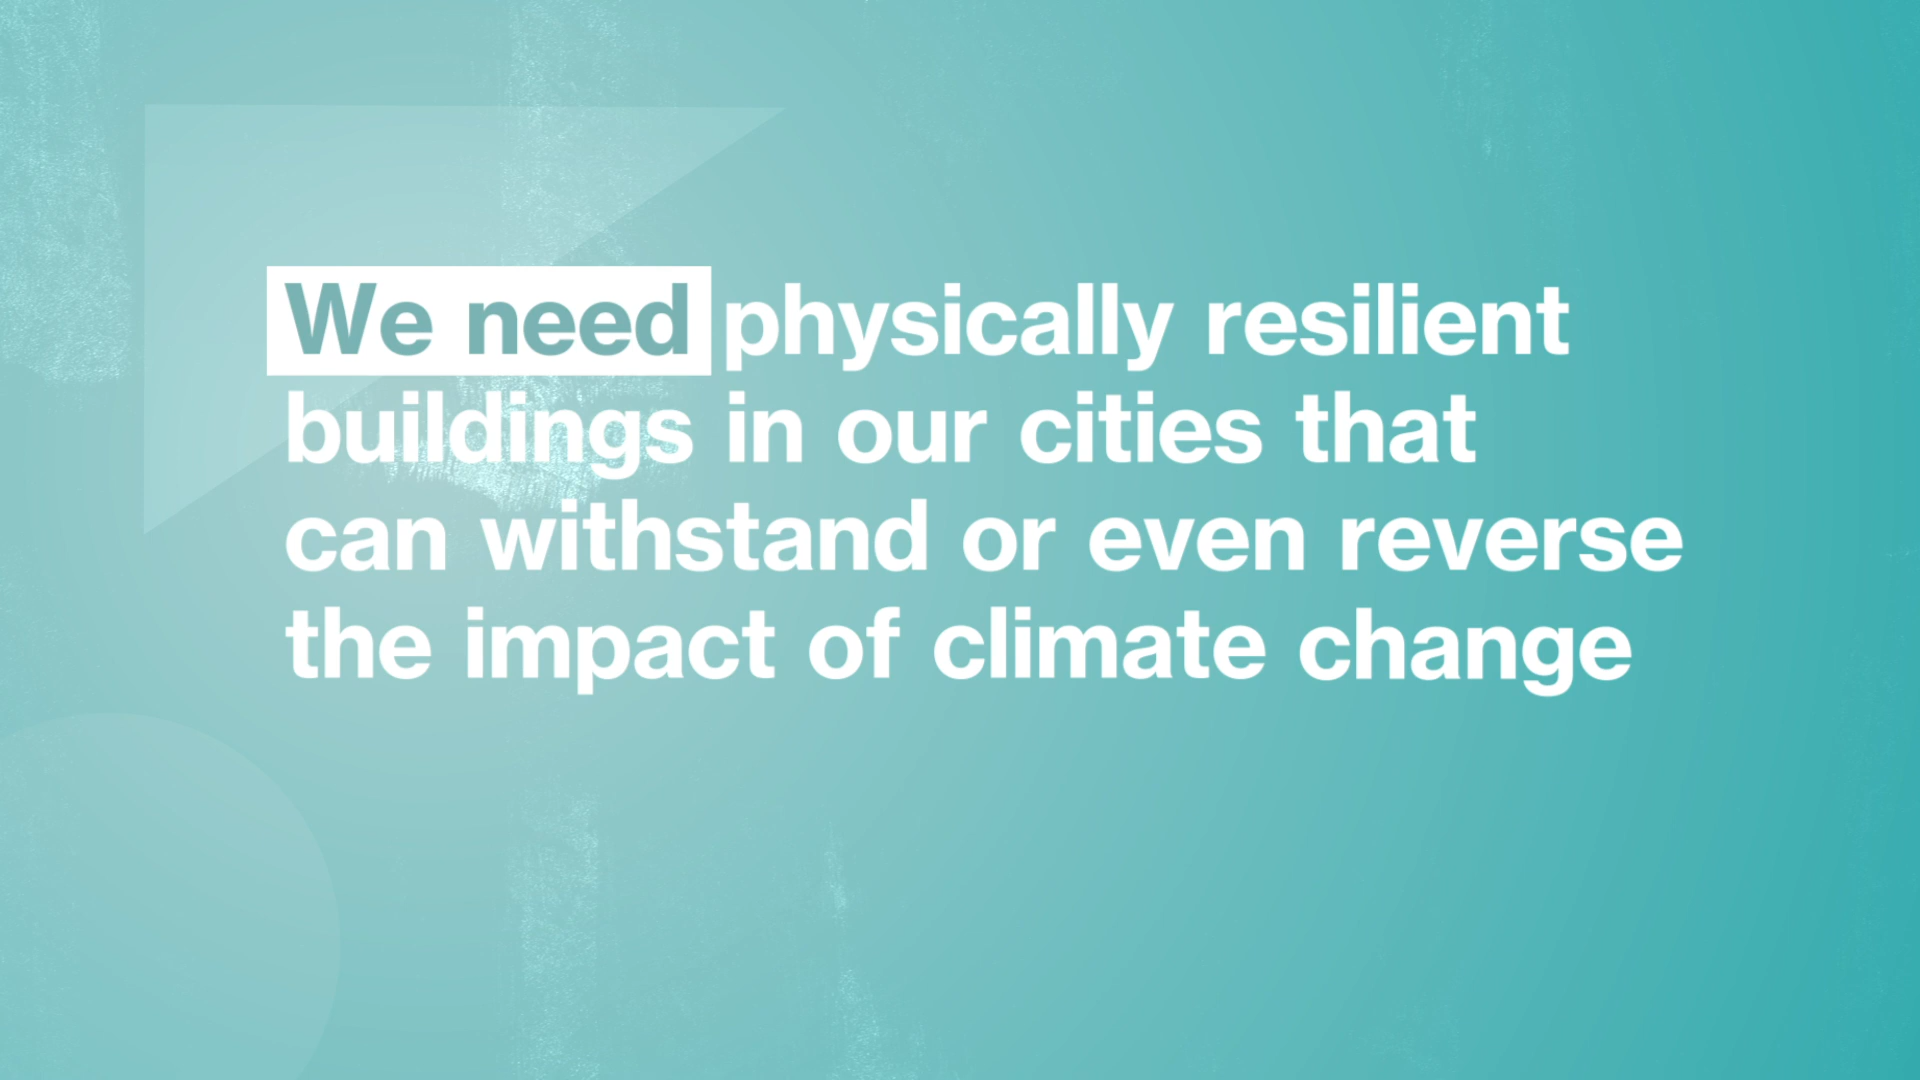 We need physically resilient
buildings in our cities that
can withstand or even reverse
the impact of climate change